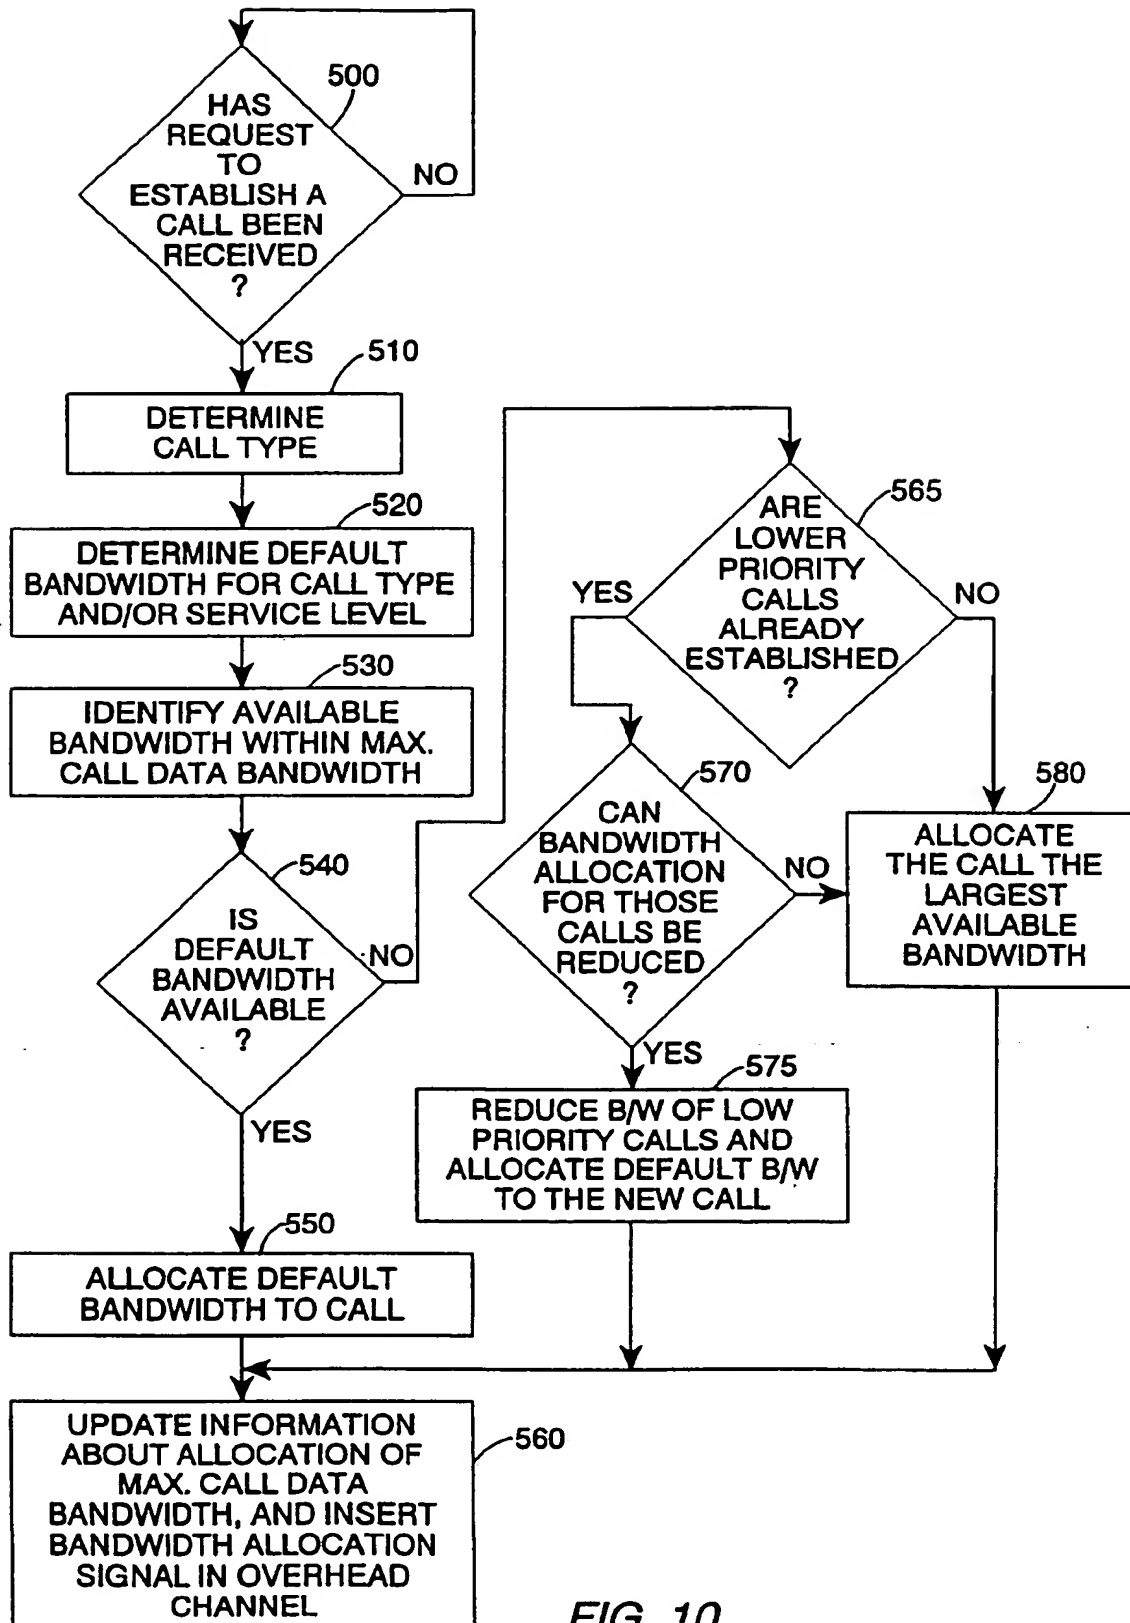 500
HAS
REQUEST
TO
ESTABLISH A
CALL BEEN
RECEIVED
?
NO
YES
510
DETERMINE
CALL TYPE
520
DETERMINE DEFAULT
BANDWIDTH FOR CALL TYPE
AND/OR SERVICE LEVEL
530
IDENTIFY AVAILABLE
BANDWIDTH WITHIN MAX.
CALL DATA BANDWIDTH
540
IS
DEFAULT
BANDWIDTH
AVAILABLE
?
NO
YES
550
ALLOCATE DEFAULT
BANDWIDTH TO CALL
565
ARE
LOWER
PRIORITY
CALLS
ALREADY
ESTABLISHED
?
YES
NO
570
CAN
BANDWIDTH
ALLOCATION
FOR THOSE
CALLS BE
REDUCED
?
NO
YES
580
ALLOCATE
THE CALL THE
LARGEST
AVAILABLE
BANDWIDTH
575
REDUCE B/W OF LOW
PRIORITY CALLS AND
ALLOCATE DEFAULT B/W
TO THE NEW CALL
560
UPDATE INFORMATION
ABOUT ALLOCATION OF
MAX. CALL DATA
BANDWIDTH, AND INSERT
BANDWIDTH ALLOCATION
SIGNAL IN OVERHEAD
CHANNEL
FIG. 10